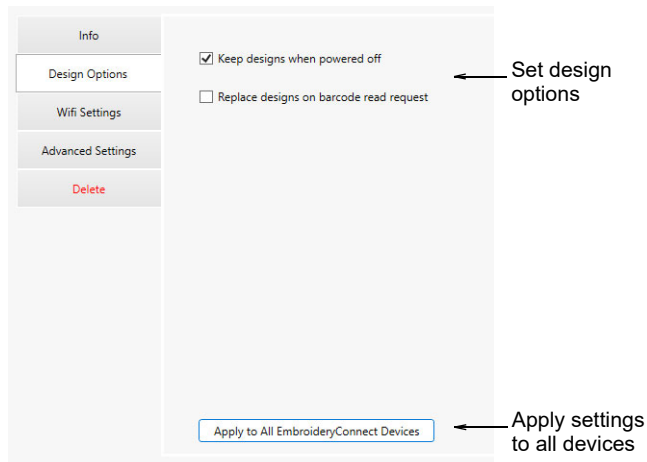 Info
Design Options
Wifi Settings
Advanced Settings
Delete
Keep designs when powered off
Replace designs on barcode read request
Set design
options
Apply to All EmbroideryConnect Devices
Apply settings
to all devices